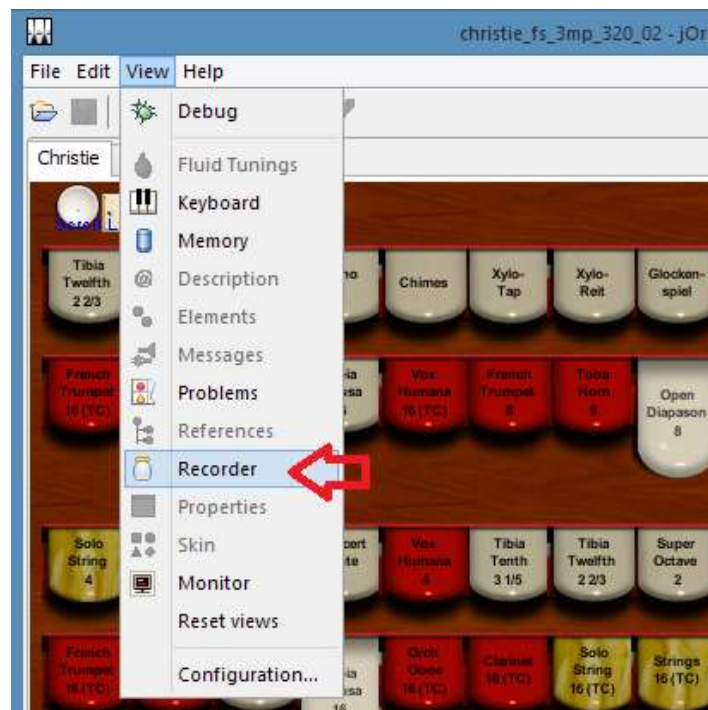 christie_fs_3mp_320_02 - jOr
File Edit View Help
Debug
Christie
Fluid Tunings
Keyboard
Memory
Description
Elements
Messages
Problems
References
Recorder
Properties
Skin
Monitor
Reset views
Configuration...
Tibia
Twelfth
2 2/3
Chimes
Xylo-
Tap
Xylo-
Reit
Glocken-
spiel
French
Trumpet
16 (TC)
Vox
Humana
16 (TC)
French
Trumpet
8
Tuba
Horn
8
Open
Diapason
8
Solo
String
4
Vox
Humana
4
Tibia
Tenth
3 1/5
Tibia
Twelfth
2 2/3
Super
Octave
2
French
Trumpet
16 (TC)
16
Orch
Oboe
16 (TC)
Clarinet
16 (TC)
Solo
String
16 (TC)
Strings
16 (TC)